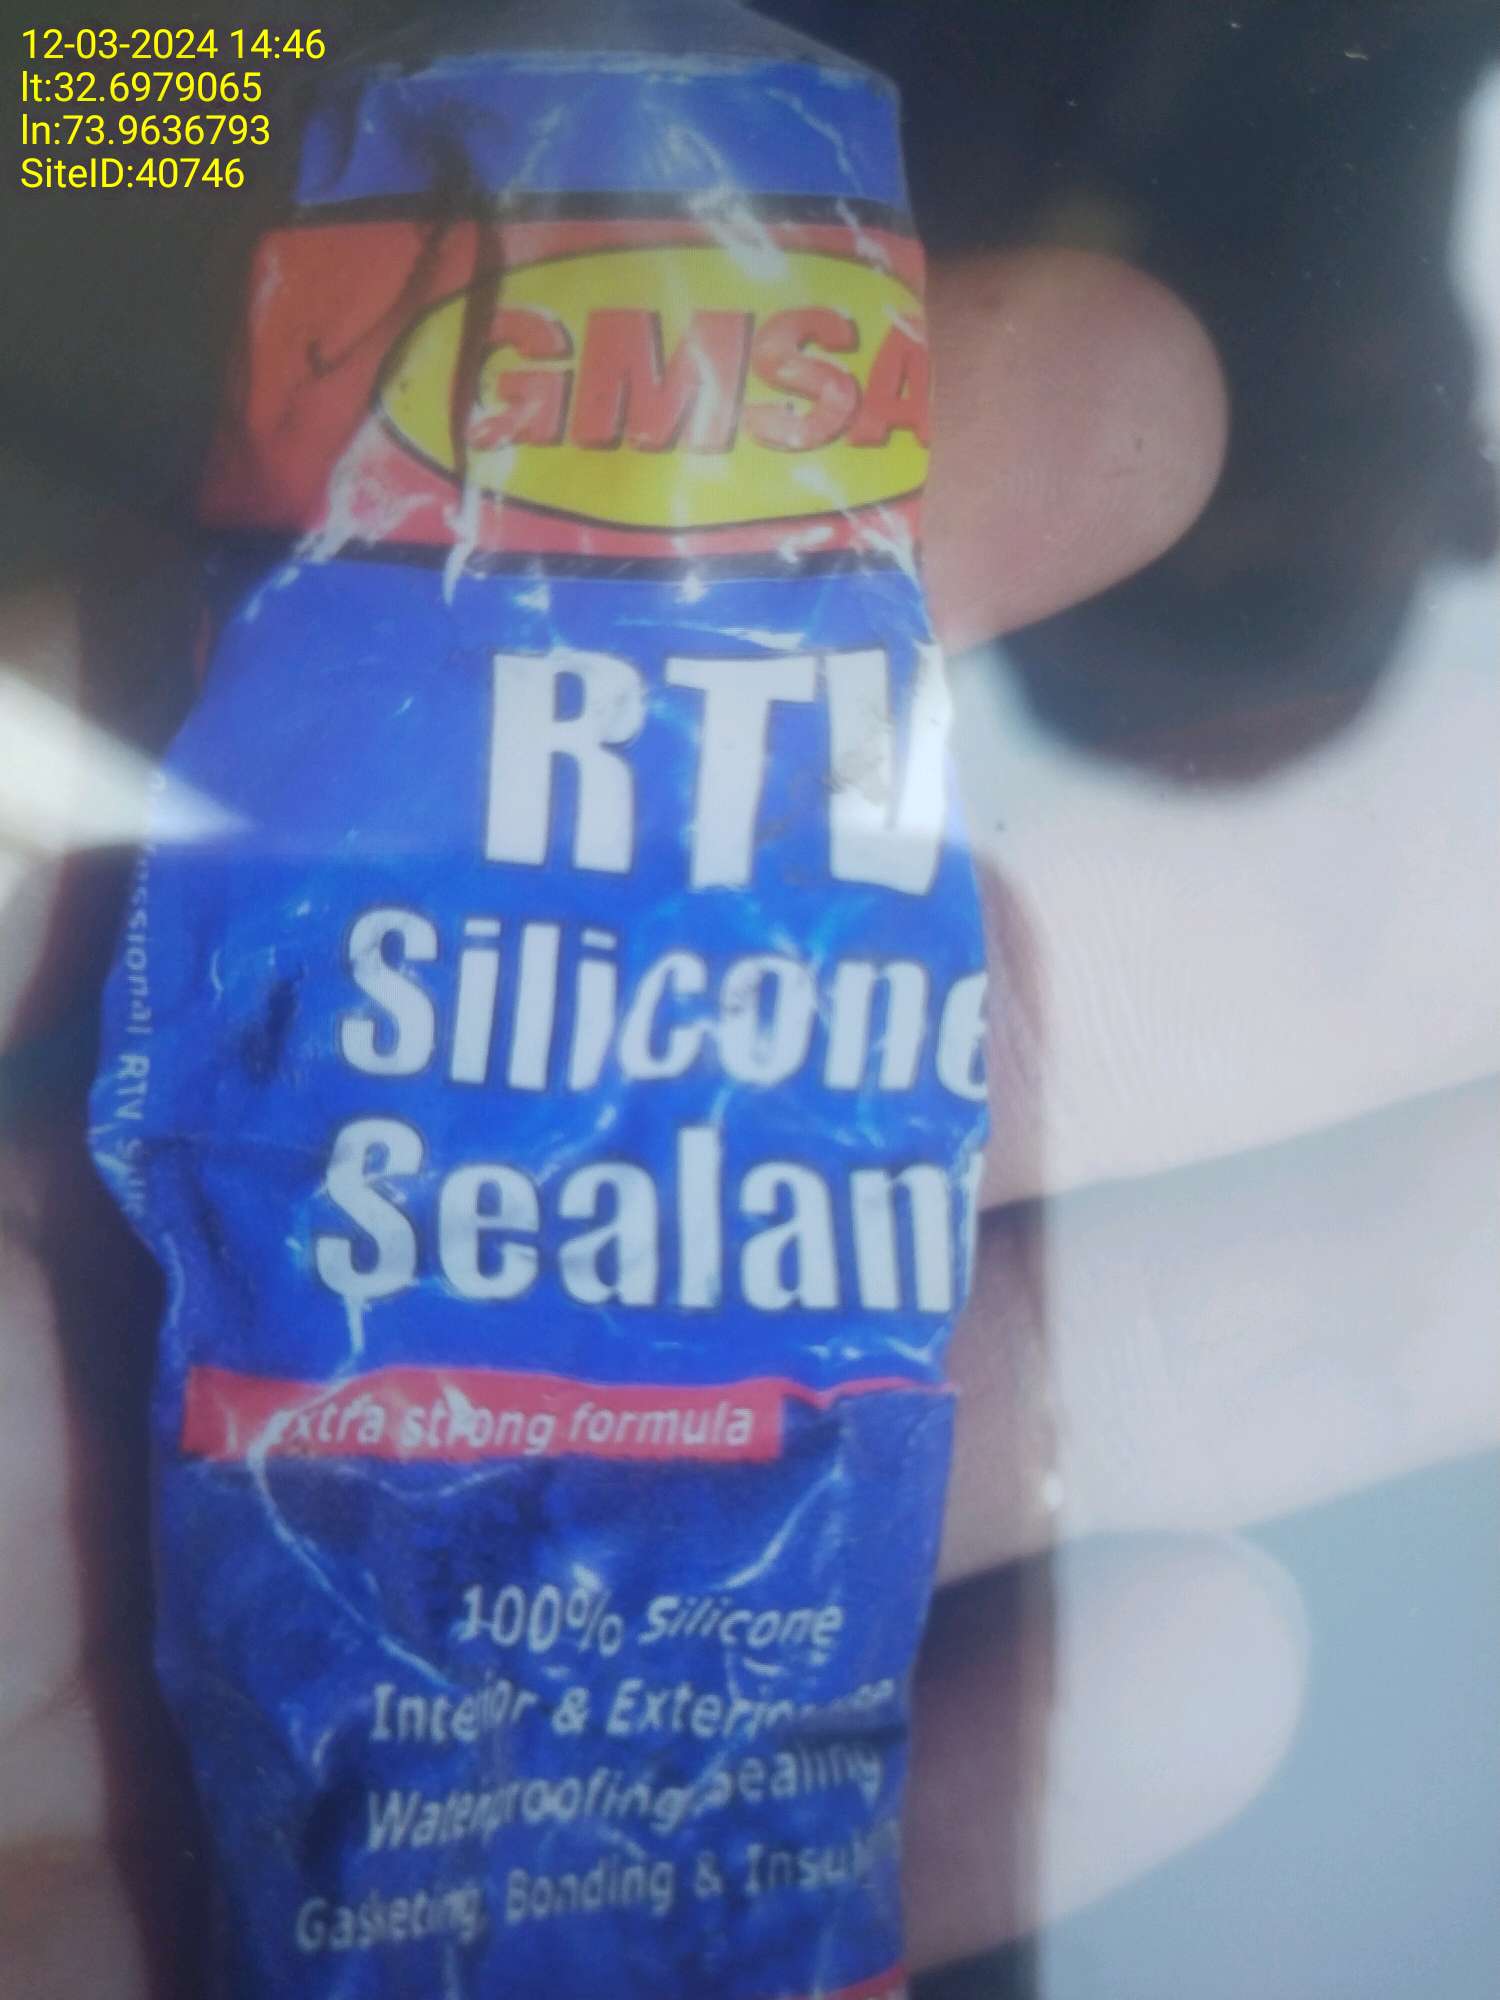 12-03-2024 14:46
lt:32.6979065
ln:73.9636793
SiteID:40746
GMSA
RTV
Silicone
Sealant
extra strong formula
100% Silicone
Interior & Exterior
Waterproofing Sealing
Gasketing, Bonding &
RTV